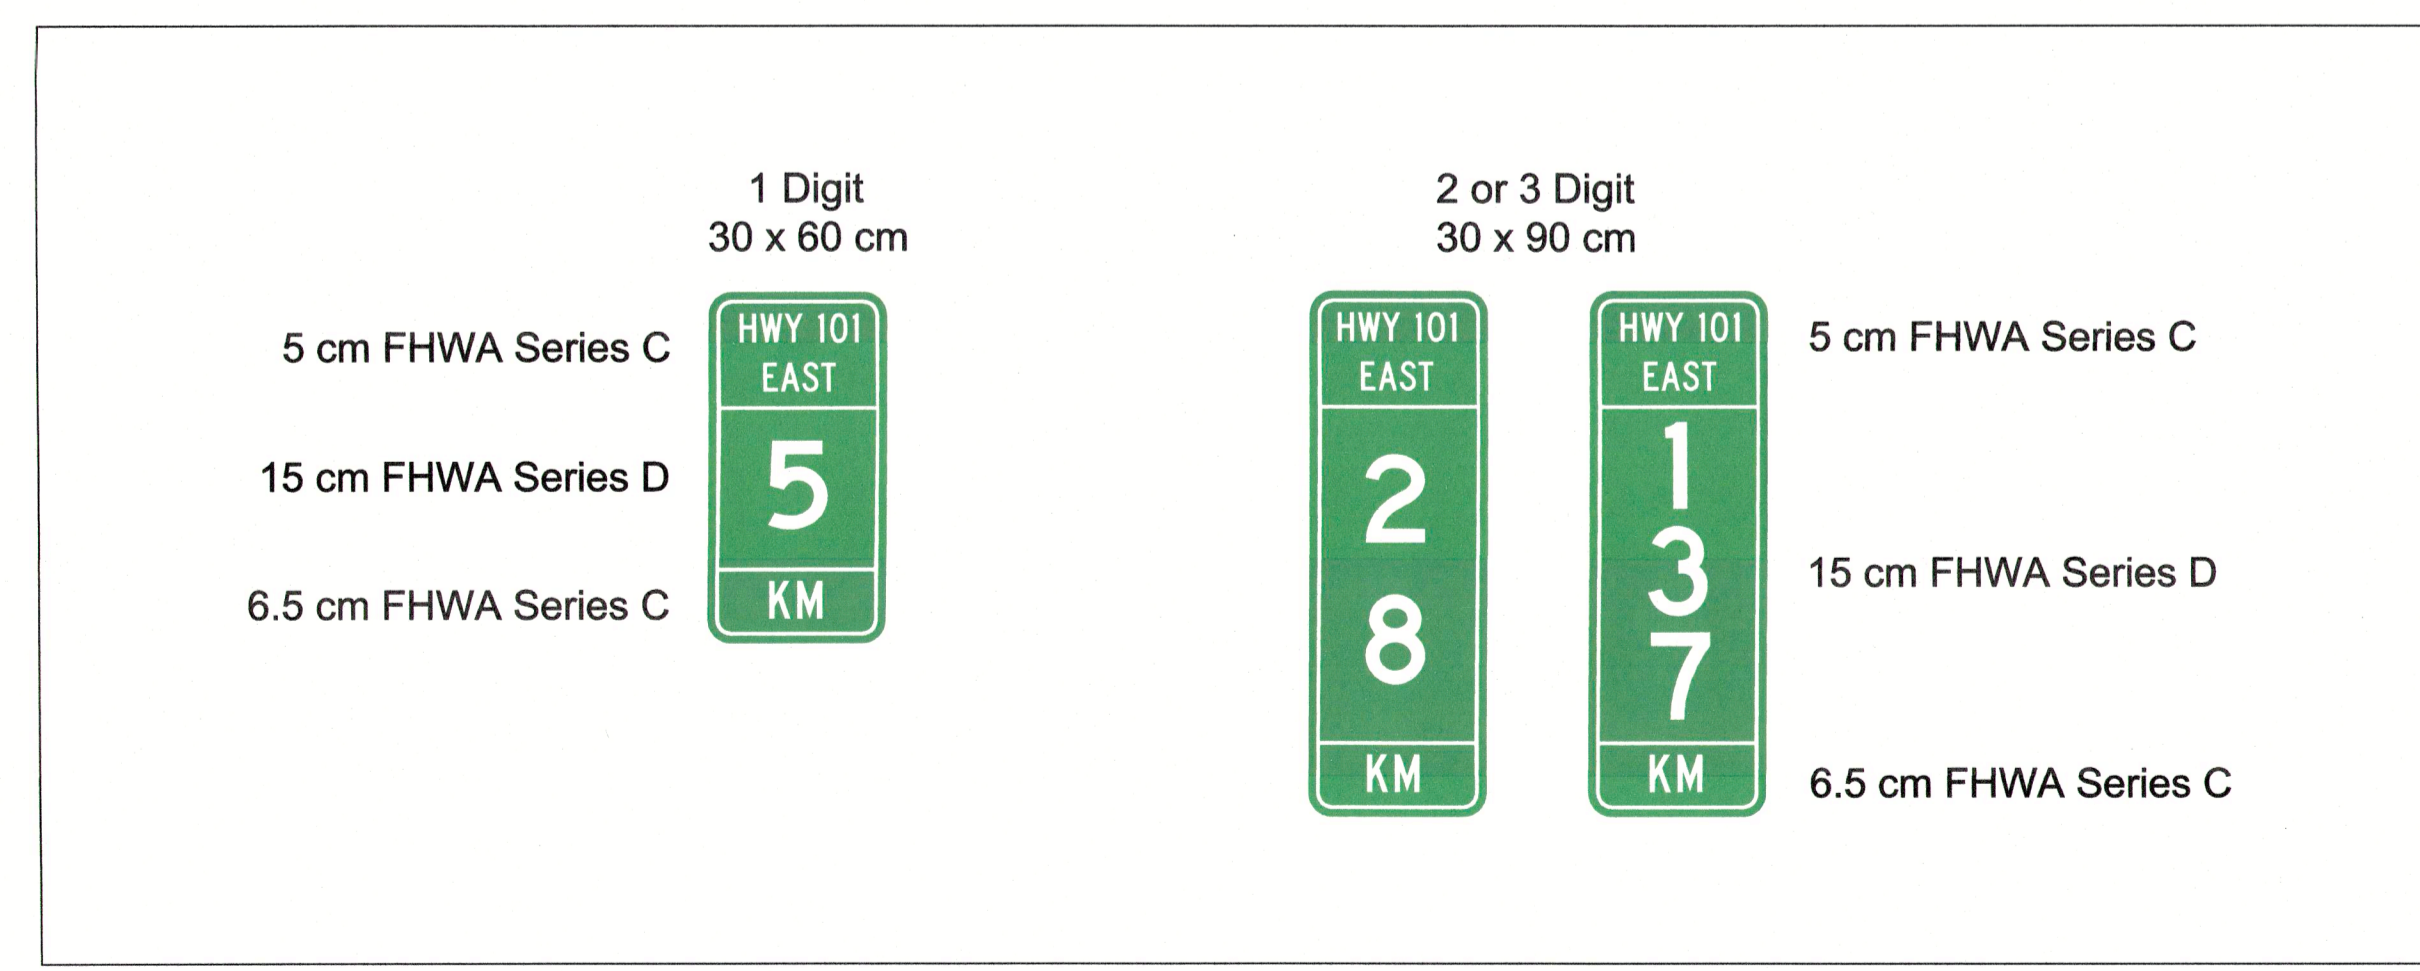 1 Digit
30 x 60 cm
5 cm FHWA Series C
15 cm FHWA Series D
6.5 cm FHWA Series C
HWY 101
EAST
5
KM
2 or 3 Digit
30 x 90 cm
HWY 101
EAST
2
8
KM
HWY 101
EAST
1
3
7
KM
5 cm FHWA Series C
15 cm FHWA Series D
6.5 cm FHWA Series C